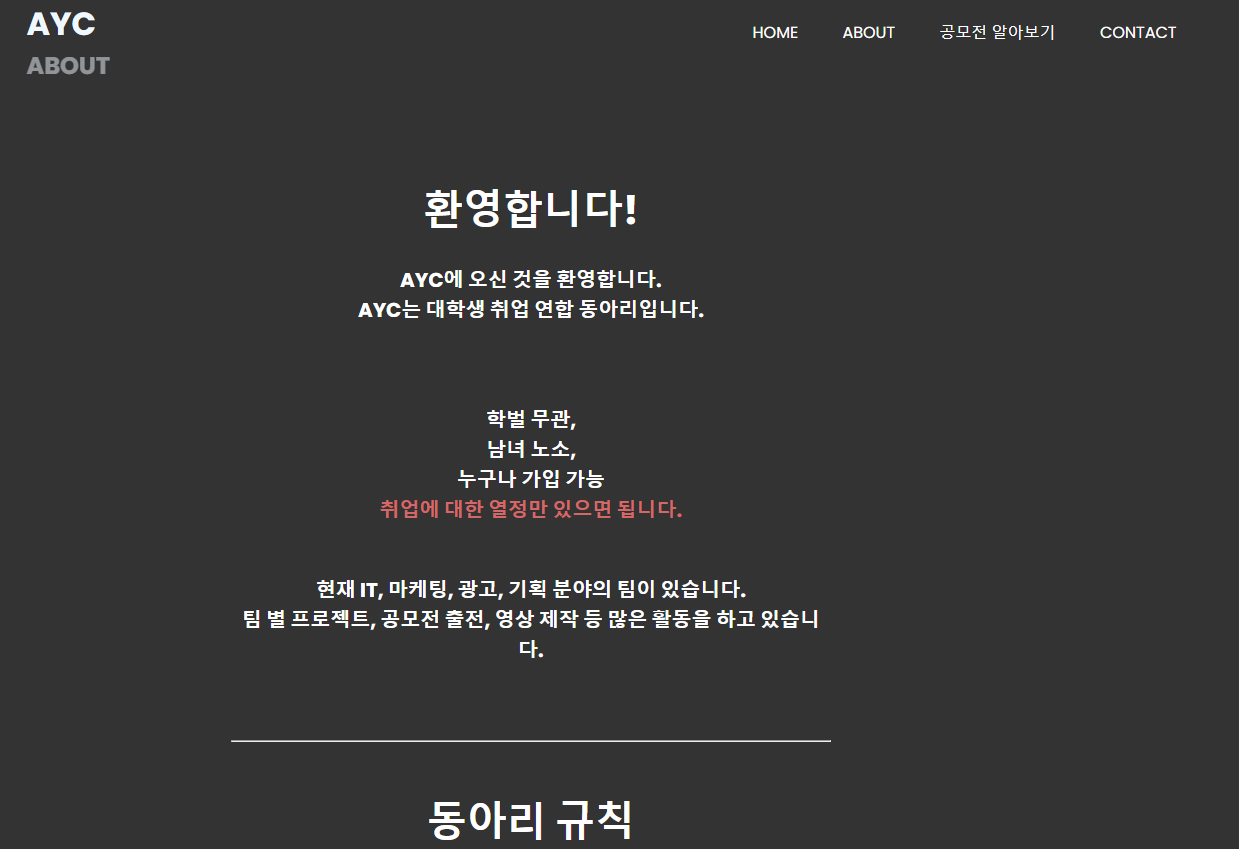 AYC
ABOUT
HOME
ABOUT
공모전 알아보기
CONTACT
환영합니다!
AYC에 오신 것을 환영합니다.
AYC는 대학생 취업 연합 동아리입니다.
학벌 무관,
남녀 노소,
누구나 가입 가능
취업에 대한 열정만 있으면 됩니다.
현재 IT, 마케팅, 광고, 기획 분야의 팀이 있습니다.
팀 별 프로젝트, 공모전 출전, 영상 제작 등 많은 활동을 하고 있습니
다.
동아리 규칙